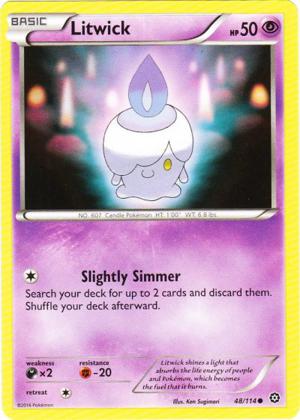 BASIC
Litwick
HP50
NO. 607 Candle Pokémon HT: 1'00" WT: 6.8 lbs.
Slightly Simmer
Search your deck for up to 2 cards and discard them.
Shuffle your deck afterward.
weakness
×2
resistance
-20
retreat
Litwick shines a light that
absorbs the life energy of people
and Pokémon, which becomes
the fuel that it burns.
©2016 Pokémon
Illus. Ken Sugimori
48/114